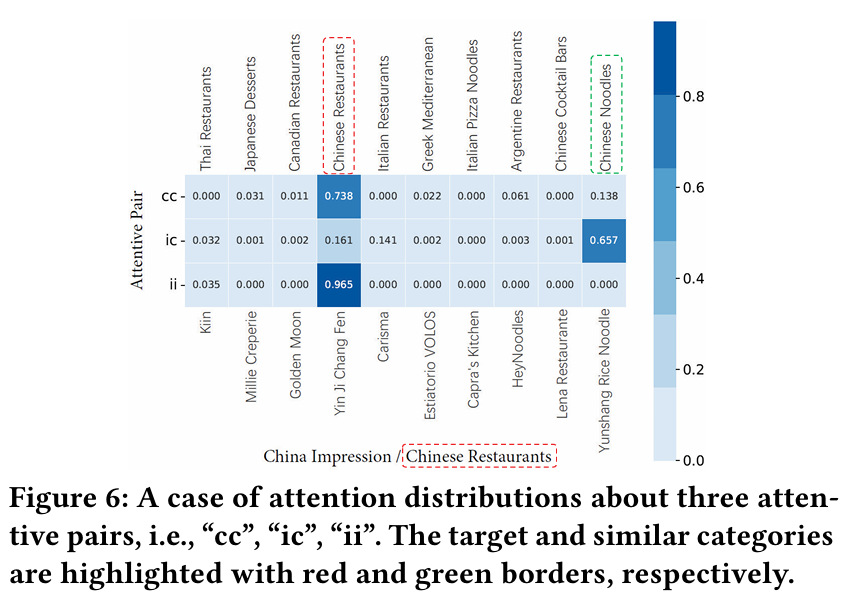 Thai Restaurants
Japanese Desserts
Canadian Restaurants
Chinese Restaurants
Italian Restaurants
Greek Mediterranean
Italian Pizza Noodles
Argentine Restaurants
Chinese Cocktail Bars
Chinese Noodles
Attentive Pair
cc 0.000 0.031 0.011 0.738 0.000 0.022 0.000 0.061 0.000 0.138
ic 0.032 0.001 0.002 0.161 0.141 0.002 0.000 0.003 0.001 0.657
ii 0.035 0.000 0.000 0.965 0.000 0.000 0.000 0.000 0.000 0.000
Kiin
Millie Creperie
Golden Moon
Yin Ji Chang Fen
Carisma
Estiatorio VOLOS
Capra's Kitchen
HeyNoodles
Lena Restaurante
Yunshang Rice Noodle
0.8
0.6
0.4
0.2
0.0
China Impression / Chinese Restaurants
Figure 6: A case of attention distributions about three atten-
tive pairs, i.e., “cc”, “ic”, “ii”. The target and similar categories
are highlighted with red and green borders, respectively.